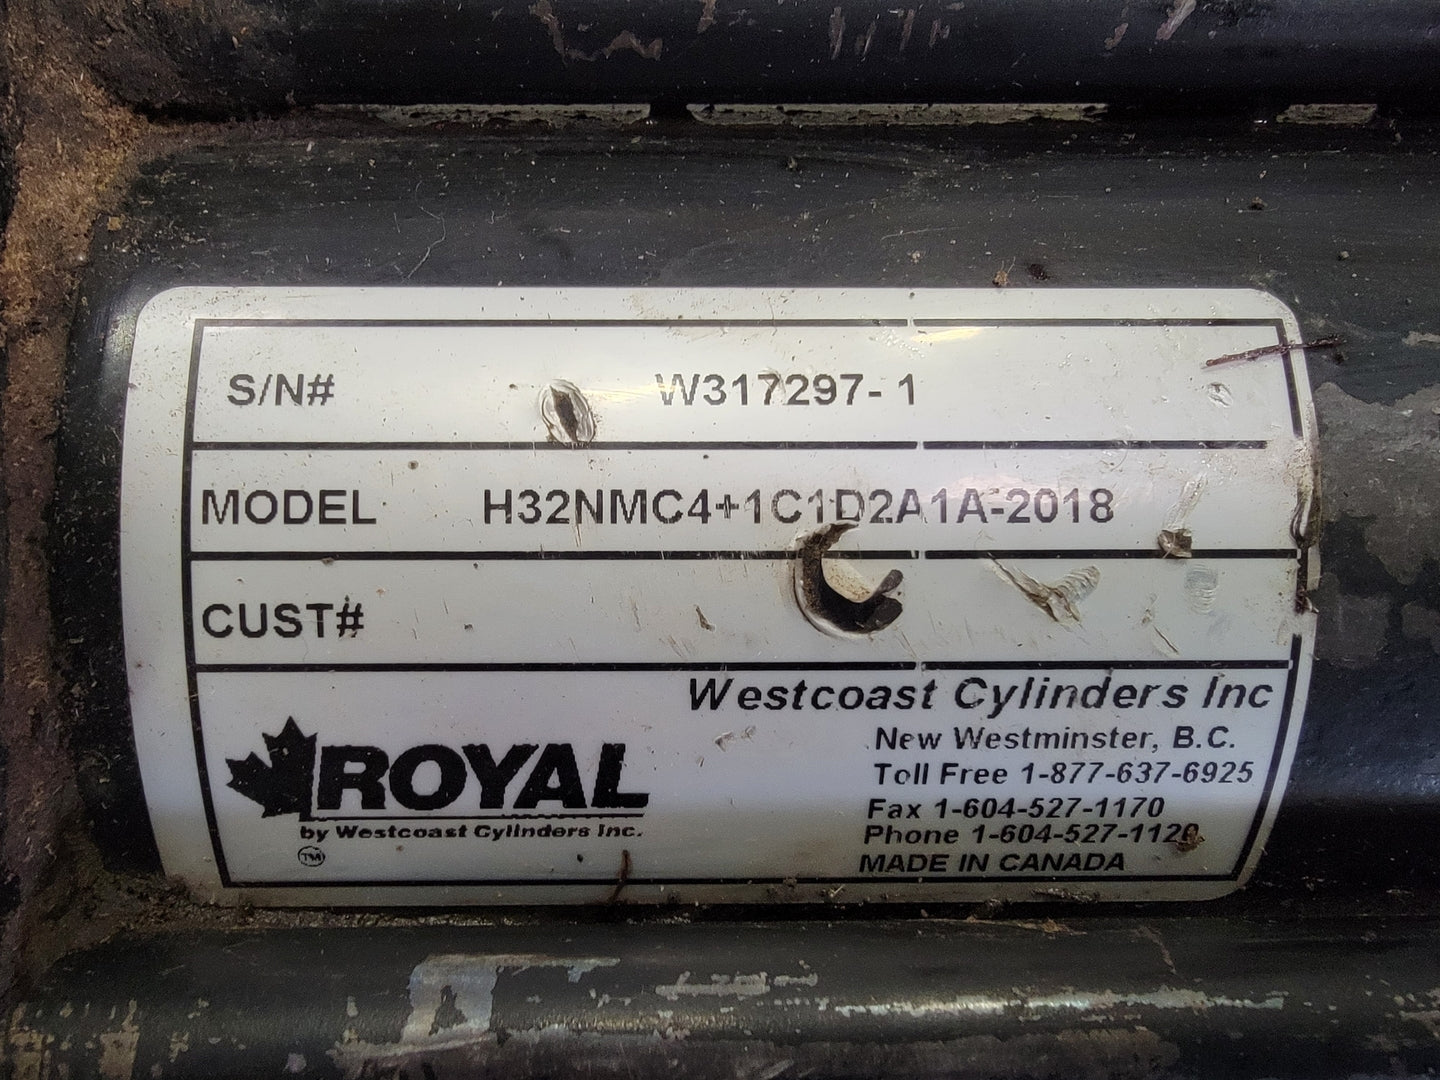 S/N# W317297-1
MODEL H32NMC4+1C1D2A1A-2018
CUST#
Westcoast Cylinders Inc
New Westminster, B.C.
Toll Free 1-877-637-6925
Fax 1-604-527-1170
Phone 1-604-527-1120
MADE IN CANADA
ROYAL
by Westcoast Cylinders Inc.
TM